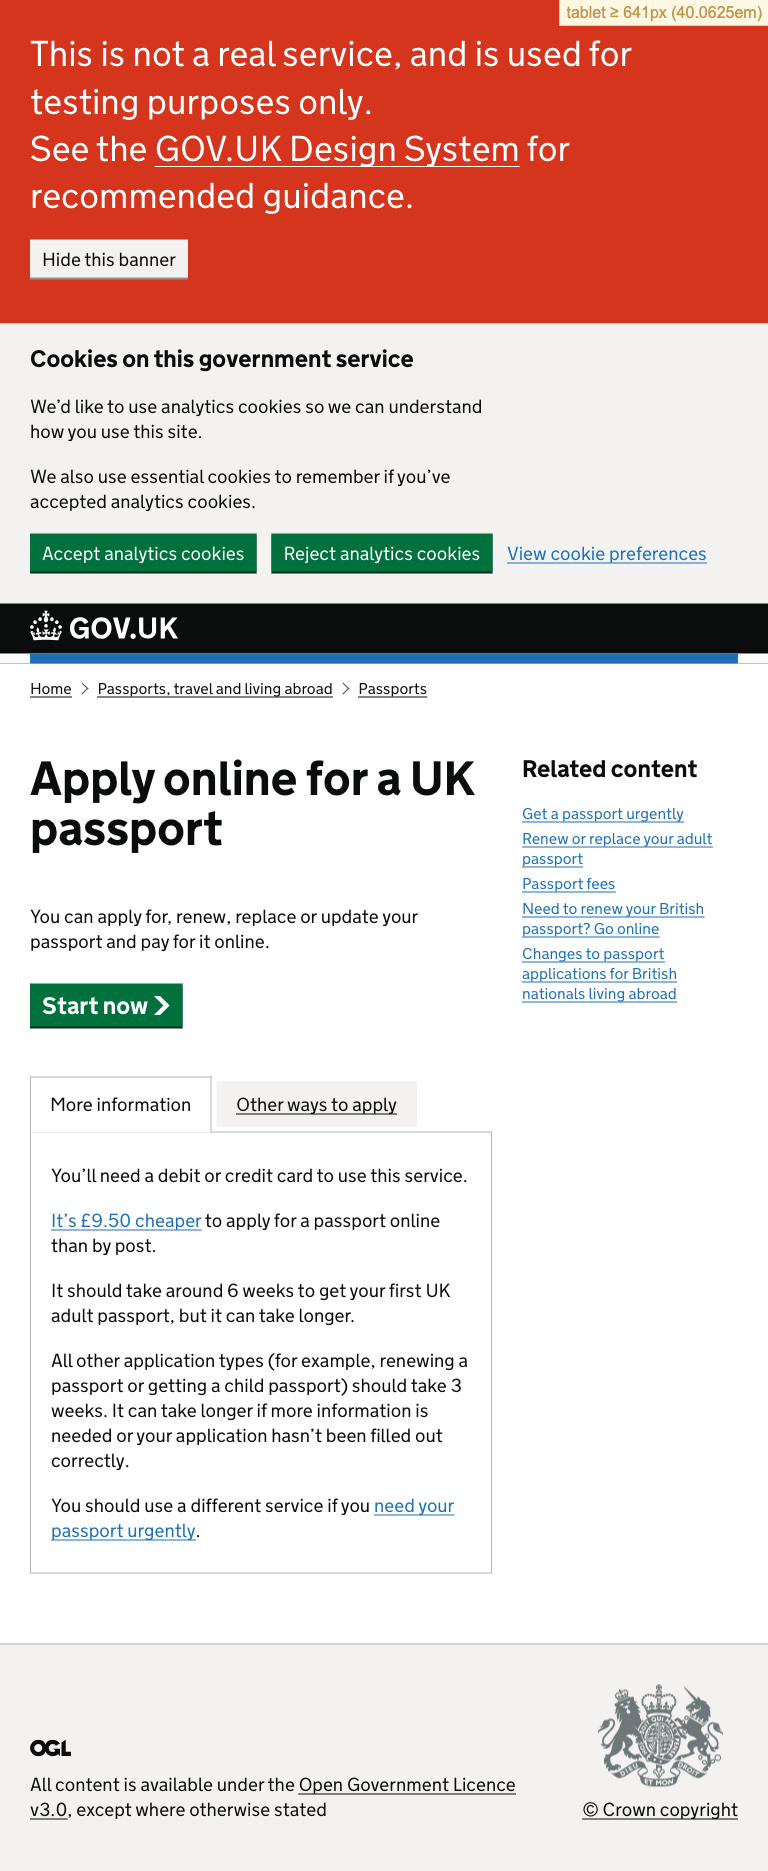 tablet ≥ 641px (40.0625em)
This is not a real service, and is used for
testing purposes only.
See the GOV.UK Design System for
recommended guidance.
Hide this banner
Cookies on this government service
We’d like to use analytics cookies so we can understand
how you use this site.
We also use essential cookies to remember if you’ve
accepted analytics cookies.
Accept analytics cookies Reject analytics cookies View cookie preferences
GOV.UK
Home Passports, travel and living abroad Passports
Apply online for a UK
passport
You can apply for, renew, replace or update your
passport and pay for it online.
Start now
More information Other ways to apply
You’ll need a debit or credit card to use this service.
It’s £9.50 cheaper to apply for a passport online
than by post.
It should take around 6 weeks to get your first UK
adult passport, but it can take longer.
All other application types (for example, renewing a
passport or getting a child passport) should take 3
weeks. It can take longer if more information is
needed or your application hasn’t been filled out
correctly.
You should use a different service if you need your
passport urgently.
Related content
Get a passport urgently
Renew or replace your adult
passport
Passport fees
Need to renew your British
passport? Go online
Changes to passport
applications for British
nationals living abroad
OGL
All content is available under the Open Government Licence
v3.0, except where otherwise stated
DIEU ET MON DROIT
© Crown copyright